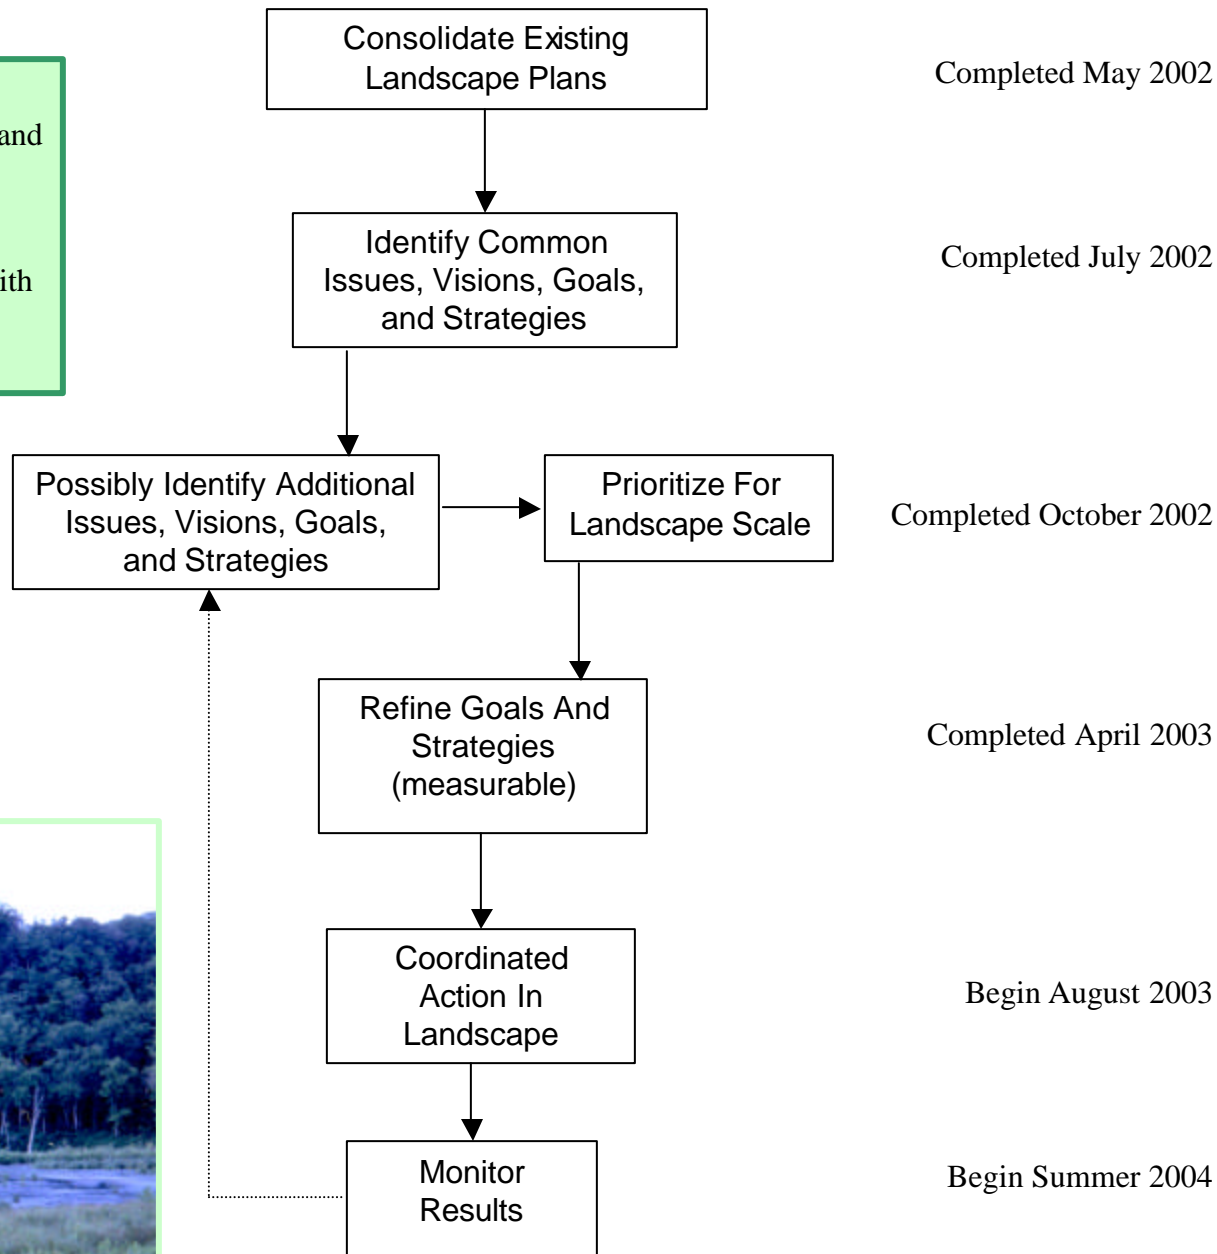 Consolidate Existing
Landscape Plans
Completed May 2002
and
ith
Identify Common
Issues, Visions, Goals,
and Strategies
Completed July 2002
Possibly Identify Additional
Issues, Visions, Goals,
and Strategies
Prioritize For
Landscape Scale
Completed October 2002
Refine Goals And
Strategies
(measurable)
Completed April 2003
Coordinated
Action In
Landscape
Begin August 2003
Monitor
Results
Begin Summer 2004